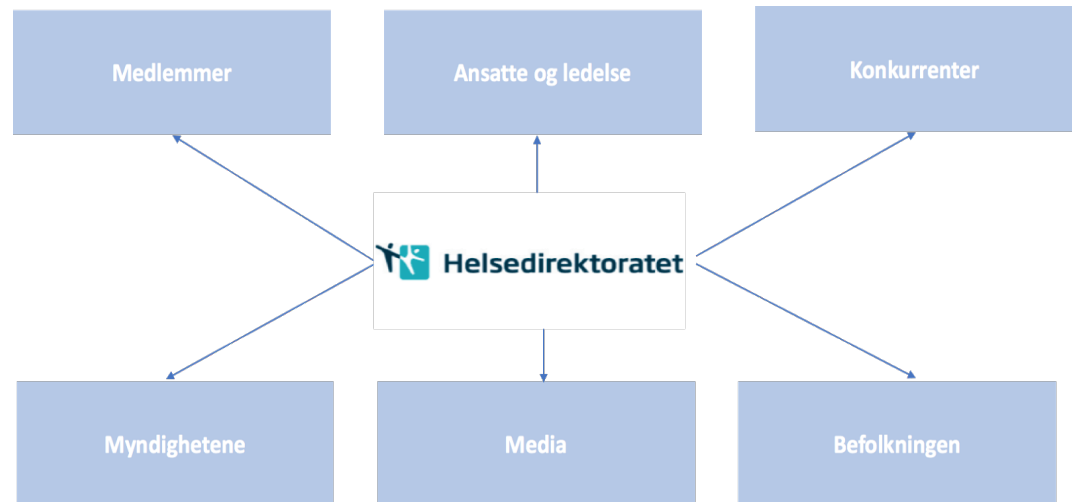 Medlemmer
Ansatte og ledelse
Konkurrenter
Helsedirektoratet
Myndighetene
Media
Befolkningen